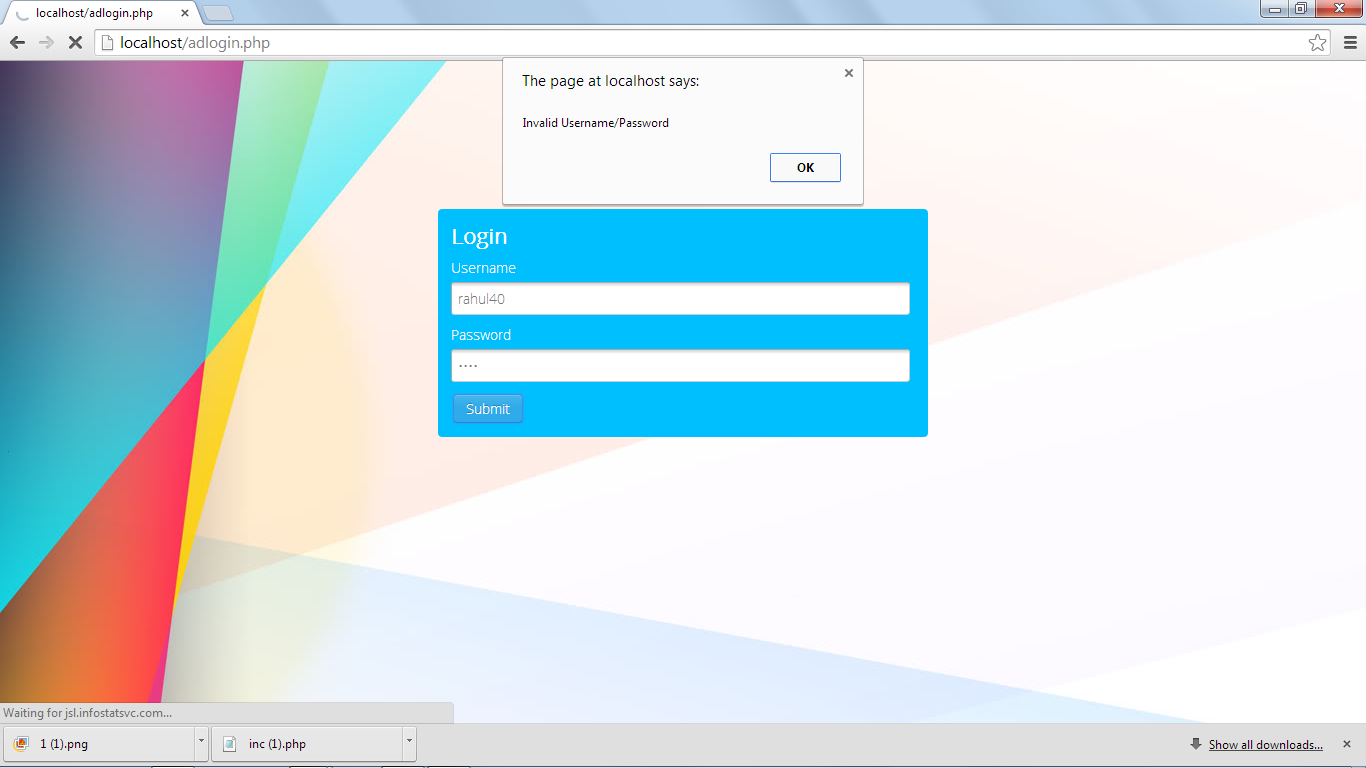 localhost/adlogin.php
localhost/adlogin.php
The page at localhost says:
Invalid Username/Password
OK
Login
Username
rahul40
Password
Submit
Waiting for jsl.infostatsvc.com...
1 (1).png
inc (1).php
Show all downloads...